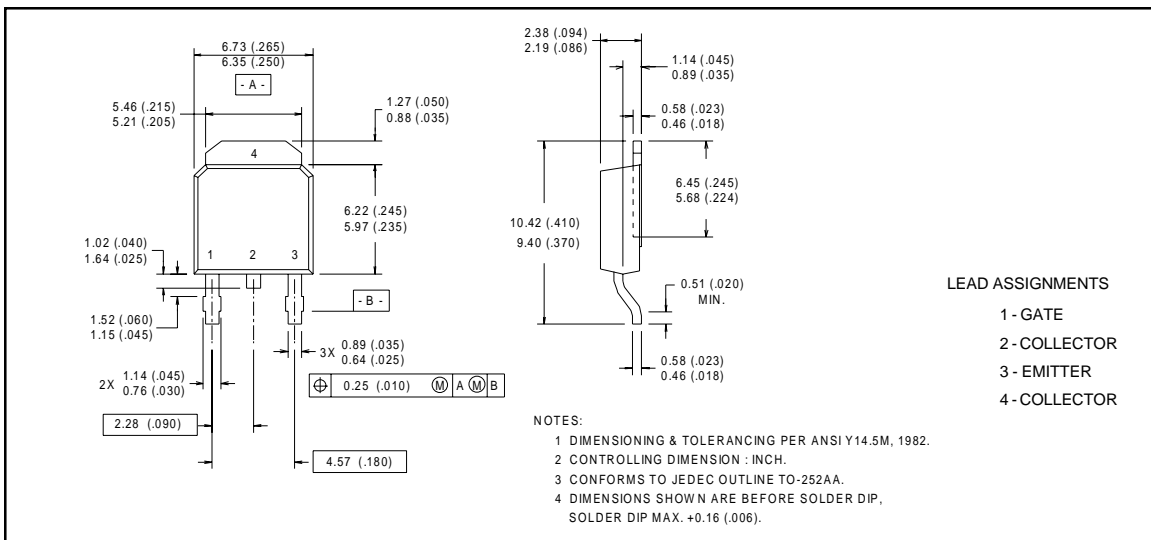 6.73 (.265)
6.35 (.250)
- A -
5.46 (.215)
5.21 (.205)
1.27 (.050)
0.88 (.035)
4
6.22 (.245)
5.97 (.235)
1.02 (.040)
1.64 (.025)
1 2 3
- B -
1.52 (.060)
1.15 (.045)
3X 0.89 (.035)
0.64 (.025)
2X 1.14 (.045)
0.76 (.030)
⌖ 0.25 (.010) Ⓜ A Ⓜ B
2.28 (.090)
4.57 (.180)
2.38 (.094)
2.19 (.086)
1.14 (.045)
0.89 (.035)
0.58 (.023)
0.46 (.018)
6.45 (.245)
5.68 (.224)
10.42 (.410)
9.40 (.370)
0.51 (.020)
MIN.
0.58 (.023)
0.46 (.018)
LEAD ASSIGNMENTS
1 - GATE
2 - COLLECTOR
3 - EMITTER
4 - COLLECTOR
NOTES:
1 DIMENSIONING & TOLERANCING PER ANSI Y14.5M, 1982.
2 CONTROLLING DIMENSION : INCH.
3 CONFORMS TO JEDEC OUTLINE TO-252AA.
4 DIMENSIONS SHOWN ARE BEFORE SOLDER DIP,
SOLDER DIP MAX. +0.16 (.006).